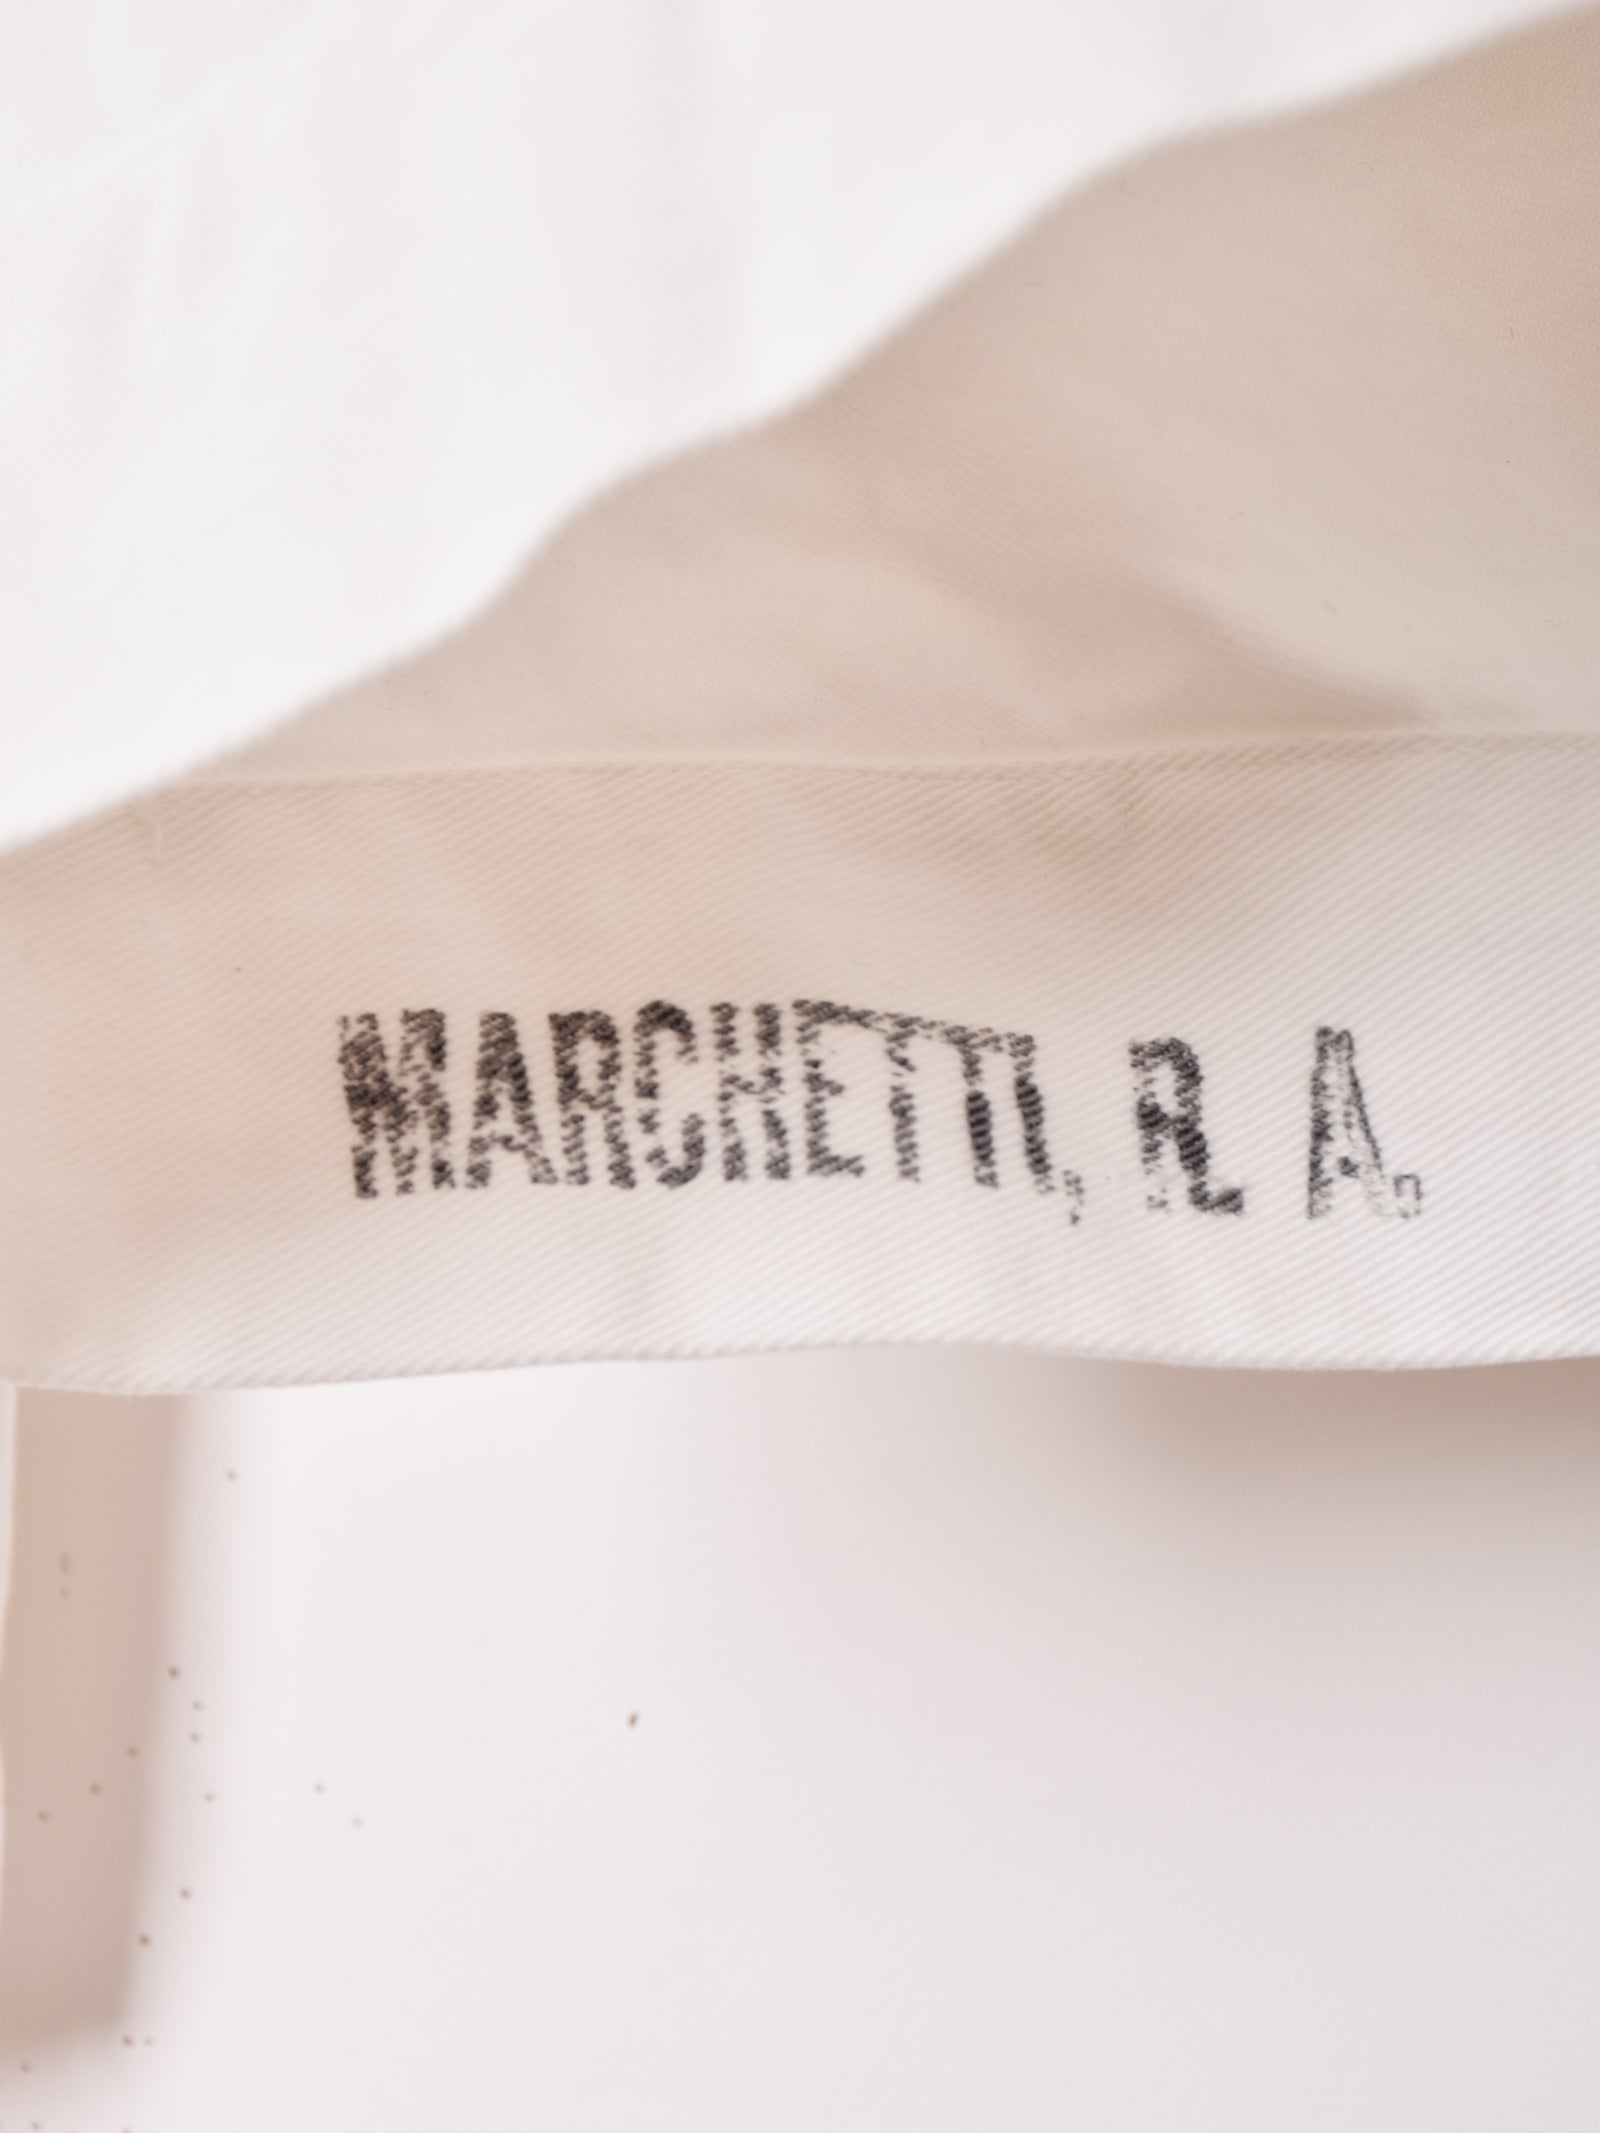 MARCHETTI, R. A.